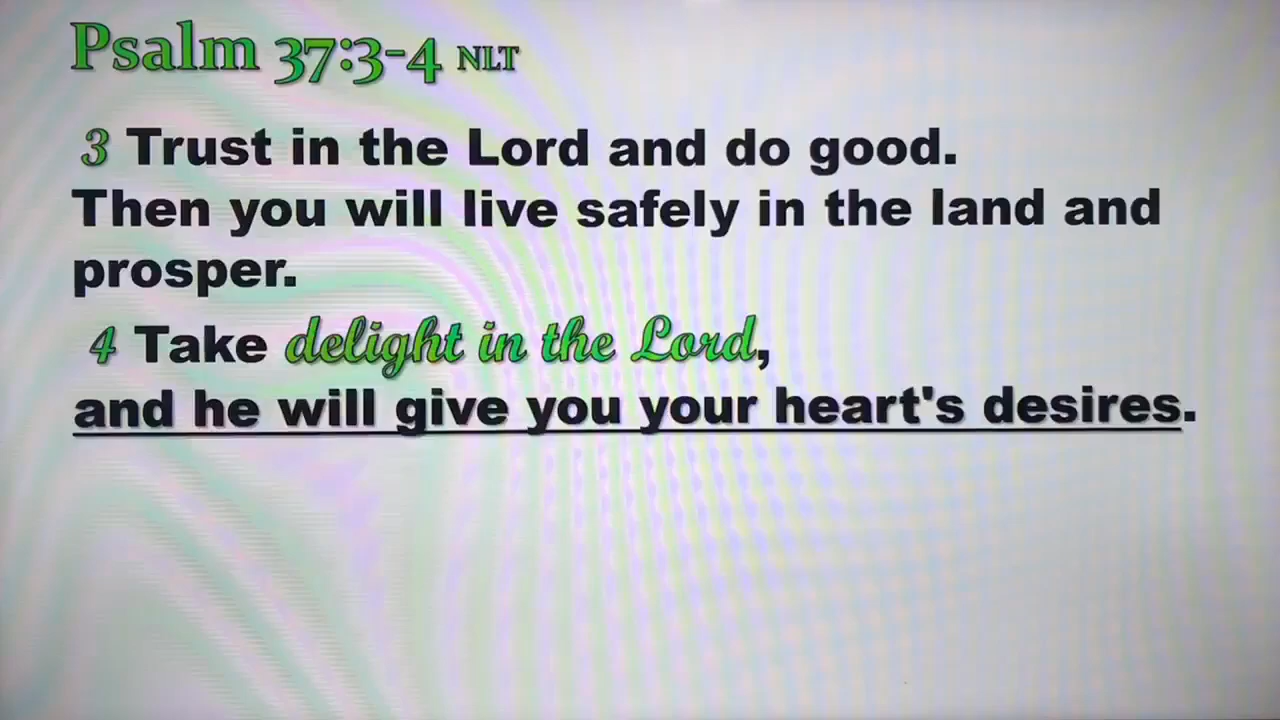 Psalm 37:3-4 NLT
3 Trust in the Lord and do good.
Then you will live safely in the land and
prosper.
4 Take delight in the Lord,
and he will give you your heart's desires.